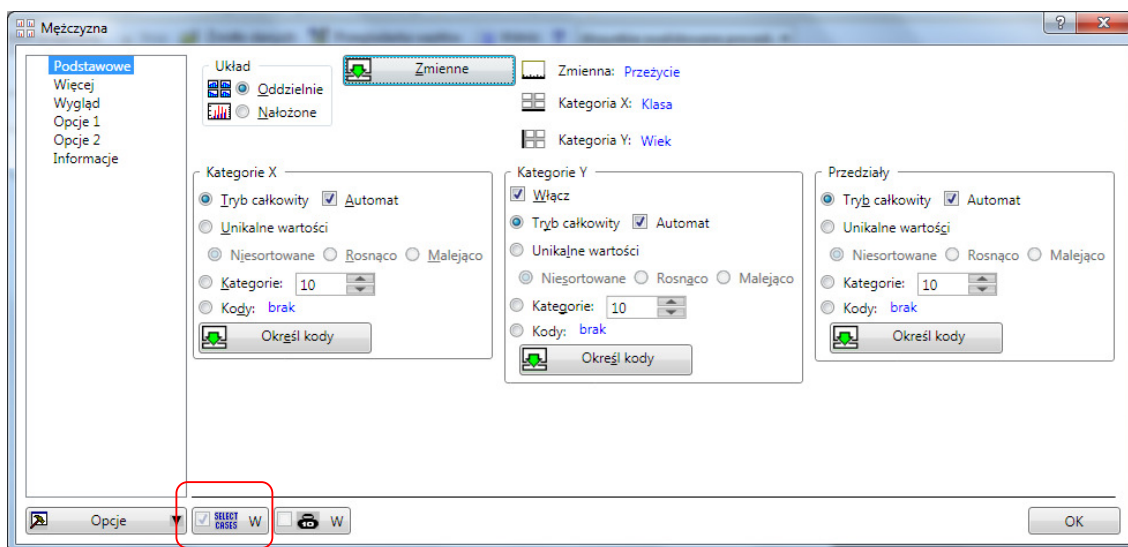 Mężczyzna
Podstawowe
Więcej
Wygląd
Opcje 1
Opcje 2
Informacje
Układ
Oddzielnie
Nałożone
Zmienne
Zmienna: Przeżycie
Kategoria X: Klasa
Kategoria Y: Wiek
Kategorie X
Tryb całkowity Automat
Unikalne wartości
Niesortowane Rosnąco Malejąco
Kategorie: 10
Kody: brak
Określ kody
Kategorie Y
Włącz
Tryb całkowity Automat
Unikalne wartości
Niesortowane Rosnąco Malejąco
Kategorie: 10
Kody: brak
Określ kody
Przedziały
Tryb całkowity Automat
Unikalne wartości
Niesortowane Rosnąco Malejąco
Kategorie: 10
Kody: brak
Określ kody
Opcje
SELECT CASES W
W
OK